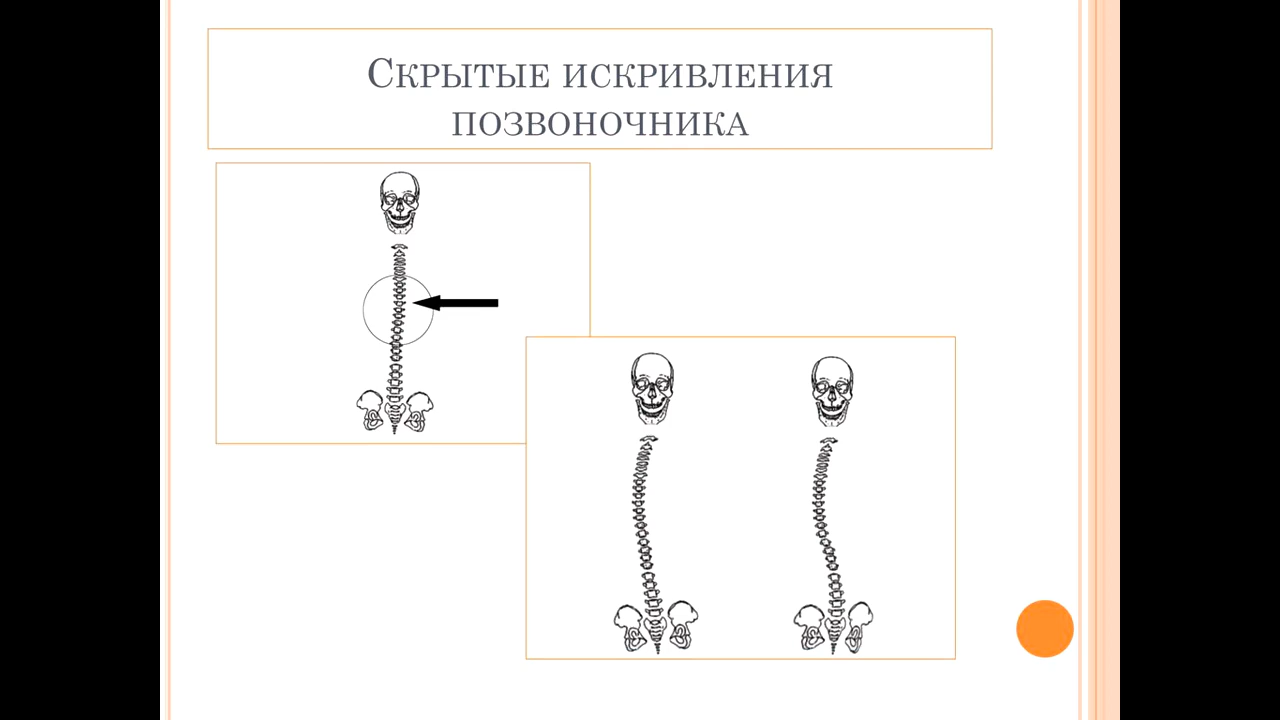 Скрытые искривления
позвоночника